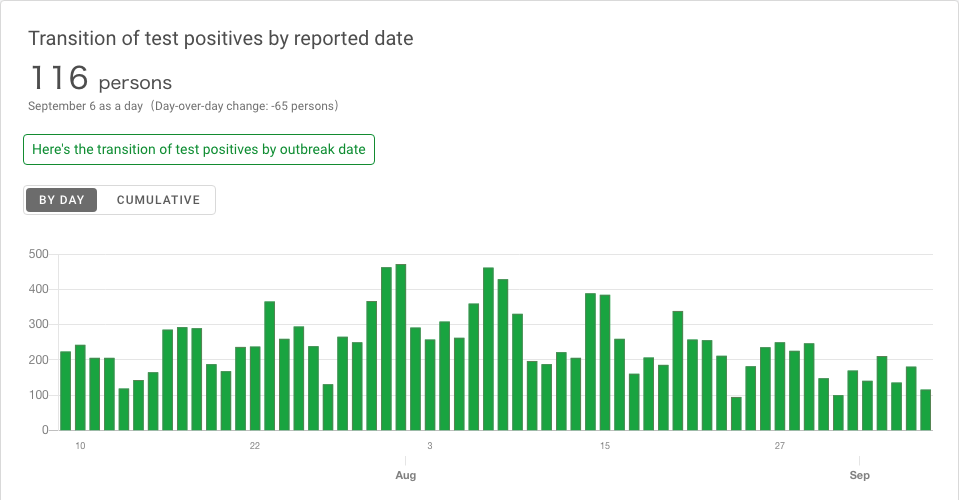 Transition of test positives by reported date
116 persons
September 6 as a day (Day-over-day change: -65 persons)
Here's the transition of test positives by outbreak date
BY DAY CUMULATIVE
500
400
300
200
100
0
10 22 3 15 27
Aug Sep